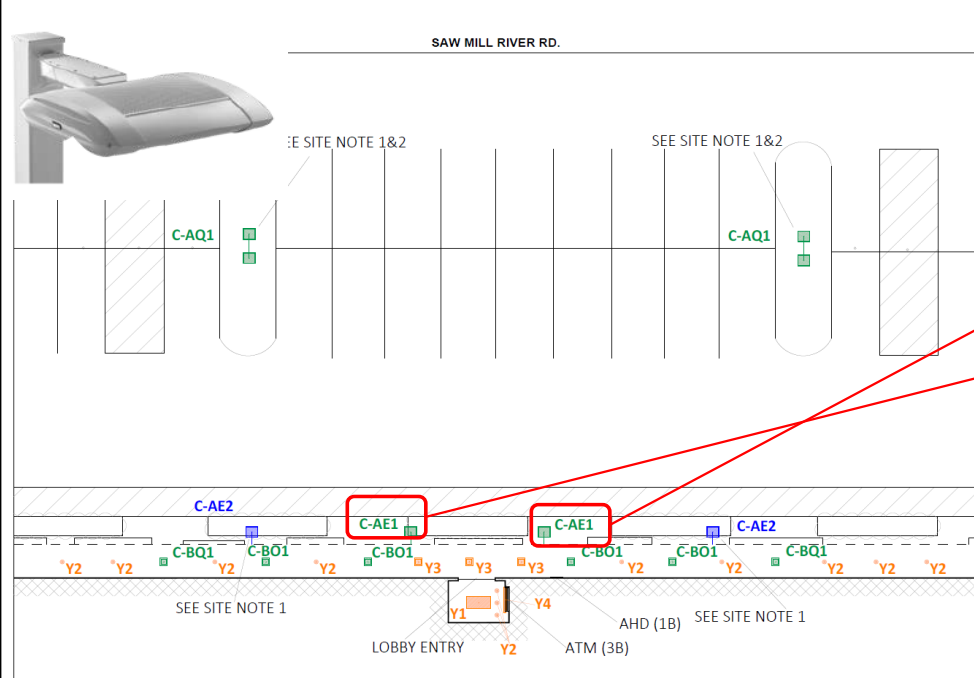 SAW MILL RIVER RD.
EE SITE NOTE 1&2
SEE SITE NOTE 1&2
C-AQ1
C-AQ1
C-AE2
C-AE1
C-AE1
C-AE2
C-BQ1
C-BO1
C-BO1
C-BO1
C-BO1
C-BQ1
Y2
Y2
Y2
Y2
Y3
Y3
Y3
Y2
Y2
Y2
Y2
Y2
SEE SITE NOTE 1
Y1
Y4
AHD (1B)
SEE SITE NOTE 1
LOBBY ENTRY
Y2
ATM (3B)